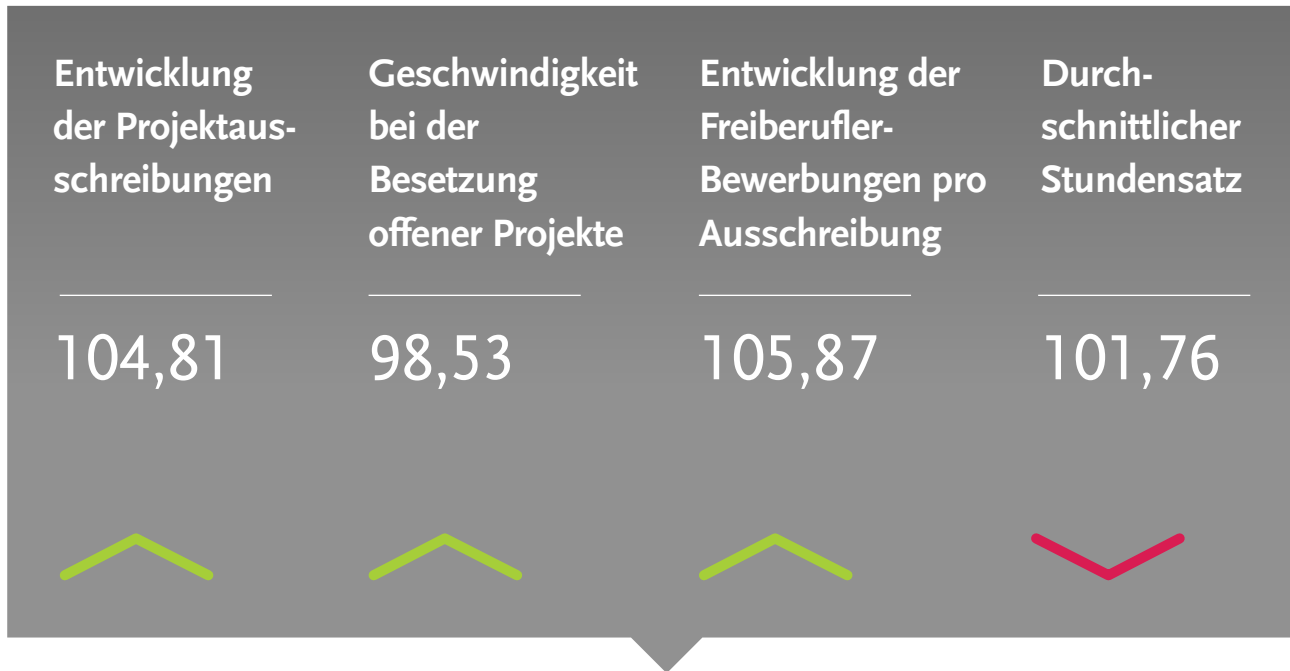 Entwicklung
der Projektaus-
schreibungen
104,81
Geschwindigkeit
bei der
Besetzung
offener Projekte
98,53
Entwicklung der
Freiberufler-
Bewerbungen pro
Ausschreibung
105,87
Durch-
schnittlicher
Stundensatz
101,76